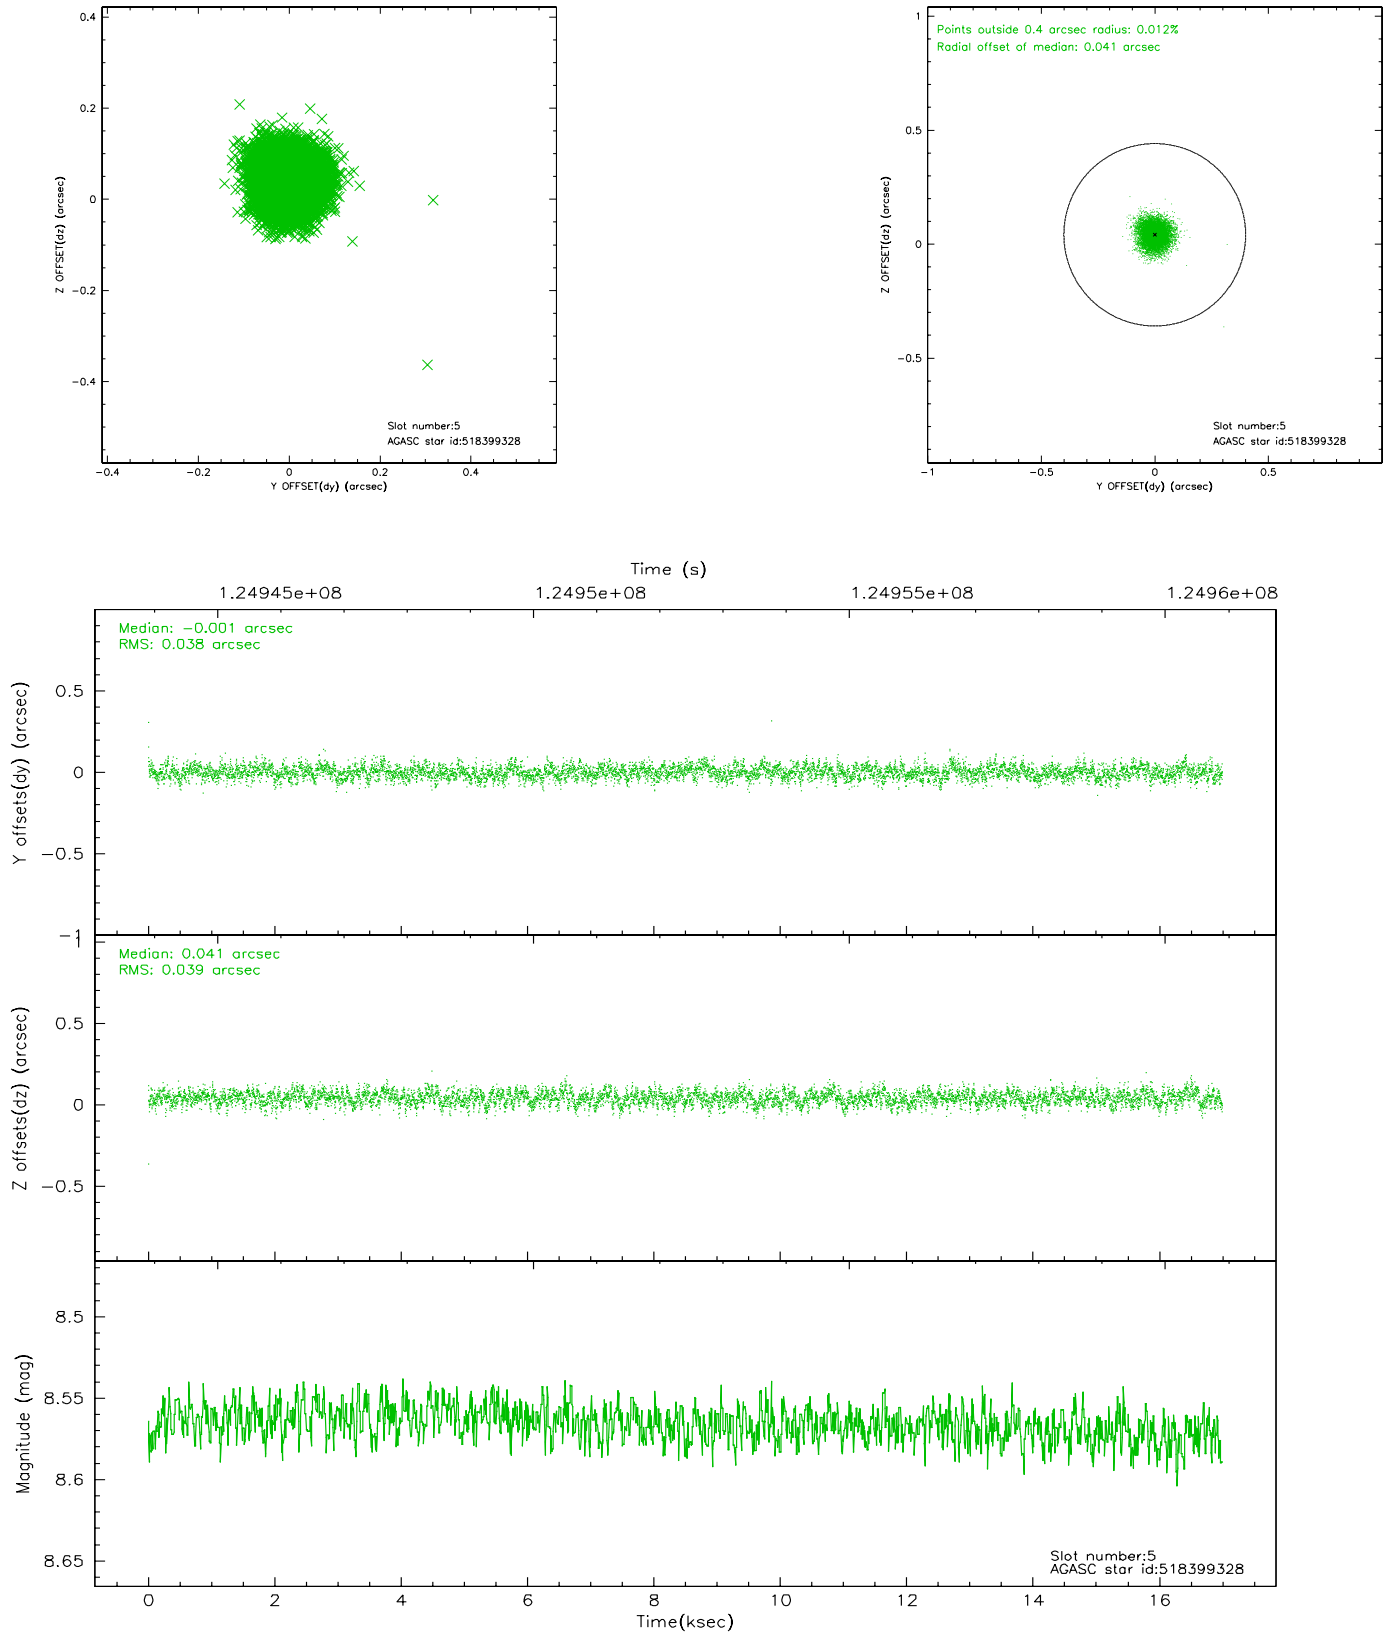 0.4
0.2
0
−0.2
−0.4
Z OFFSET(dz) (arcsec)
Slot number:5
AGASC star id:518399328
−0.4 −0.2 0 0.2 0.4
Y OFFSET(dy) (arcsec)
Points outside 0.4 arcsec radius: 0.012%
Radial offset of median: 0.041 arcsec
1
0.5
0
−0.5
Z OFFSET(dz) (arcsec)
Slot number:5
AGASC star id:518399328
−1 −0.5 0 0.5
Y OFFSET(dy) (arcsec)
Time (s)
1.24945e+08 1.2495e+08 1.24955e+08 1.2496e+08
Median: −0.001 arcsec
RMS: 0.038 arcsec
0.5
0
−0.5
−1
Y offsets(dy) (arcsec)
Median: 0.041 arcsec
RMS: 0.039 arcsec
1
0.5
0
−0.5
Z offsets(dz) (arcsec)
8.5
8.55
8.6
8.65
Magnitude (mag)
Slot number:5
AGASC star id:518399328
0 2 4 6 8 10 12 14 16
Time(ksec)